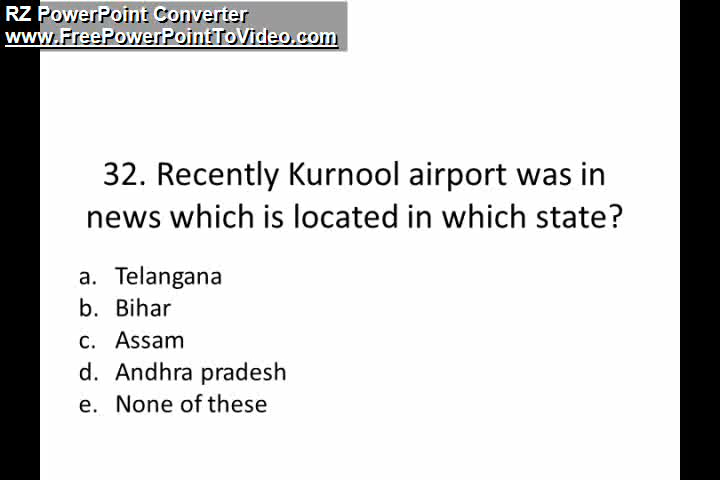 RZ PowerPoint Converter
www.FreePowerPointToVideo.com
32. Recently Kurnool airport was in
news which is located in which state?
a. Telangana
b. Bihar
c. Assam
d. Andhra pradesh
e. None of these